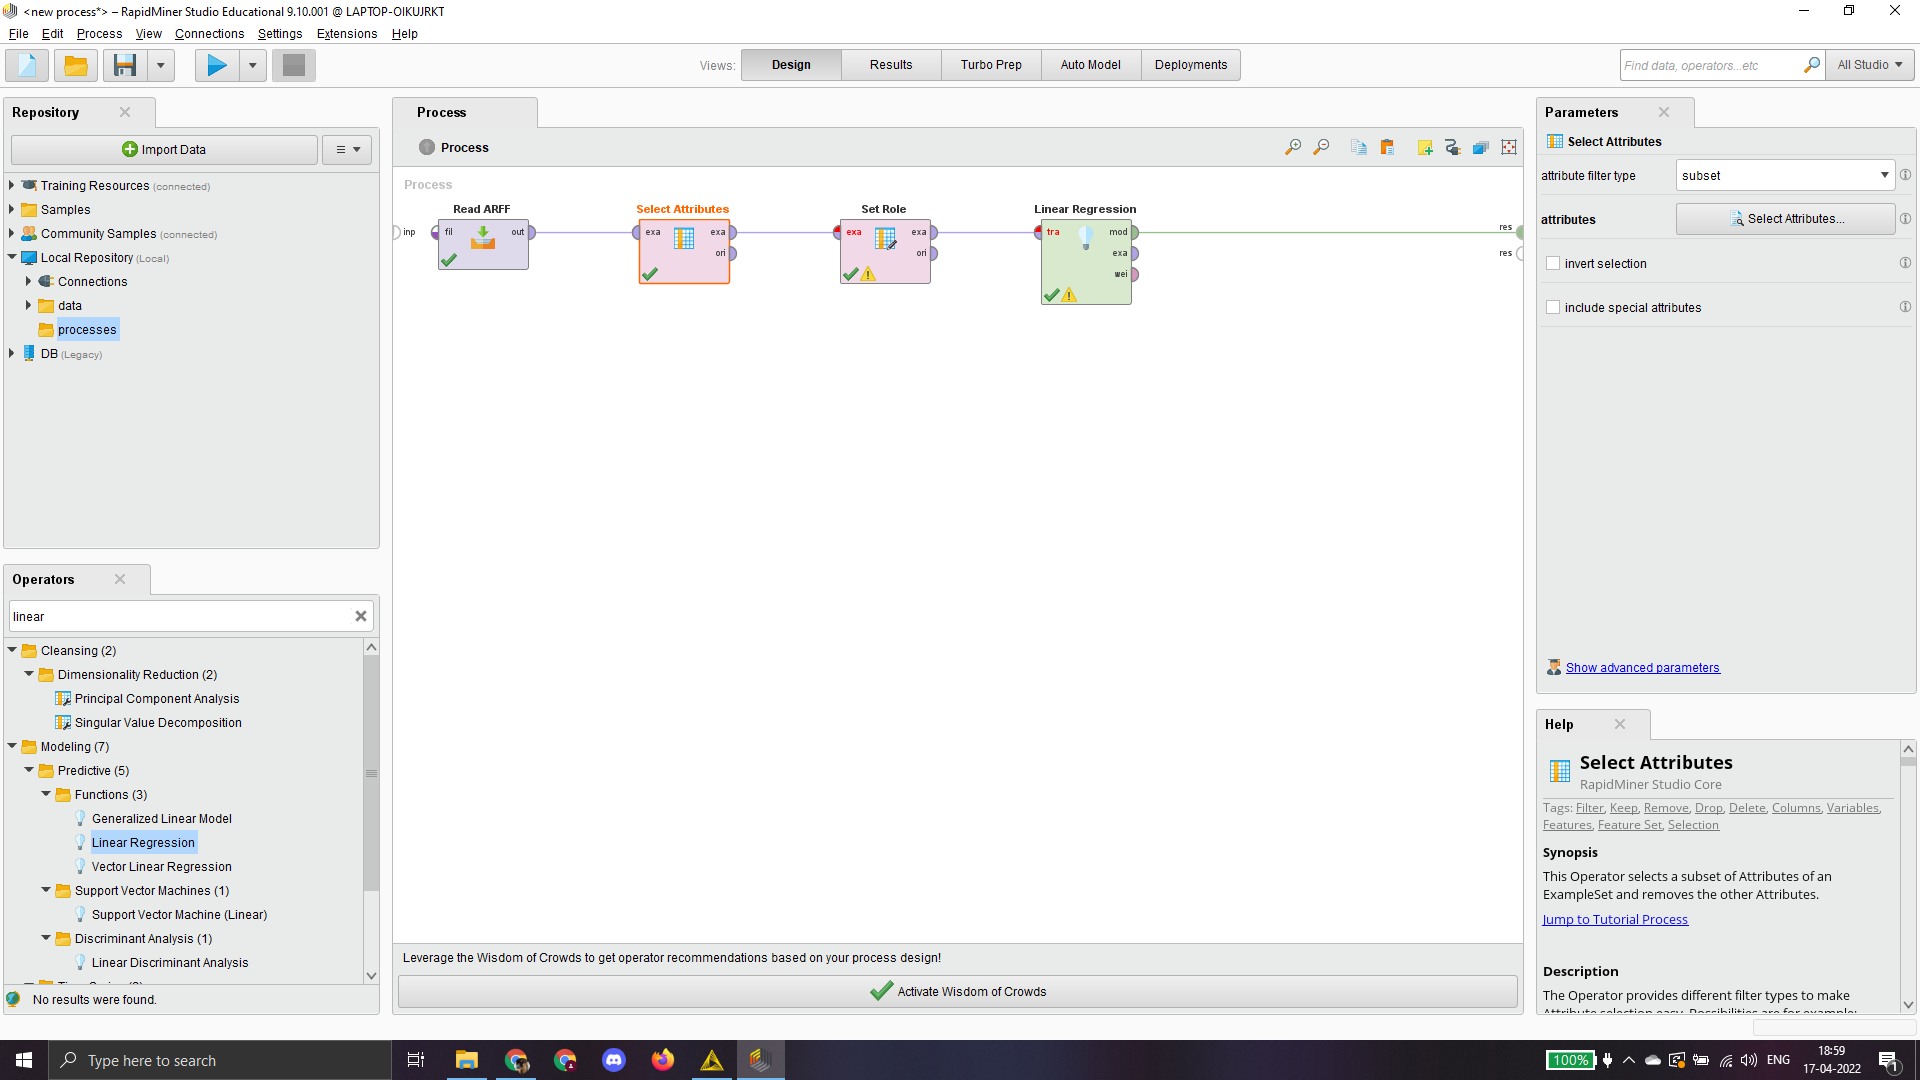 <new process*> – RapidMiner Studio Educational 9.10.001 @ LAPTOP-OIKUJRKT
File Edit Process View Connections Settings Extensions Help
Views: Design Results Turbo Prep Auto Model Deployments
Find data, operators...etc All Studio
Repository
Import Data
Training Resources (connected)
Samples
Community Samples (connected)
Local Repository (Local)
Connections
data
processes
DB (Legacy)
Operators
linear
Cleansing (2)
Dimensionality Reduction (2)
Principal Component Analysis
Singular Value Decomposition
Modeling (7)
Predictive (5)
Functions (3)
Generalized Linear Model
Linear Regression
Vector Linear Regression
Support Vector Machines (1)
Support Vector Machine (Linear)
Discriminant Analysis (1)
Linear Discriminant Analysis
No results were found.
Process
Process
Process
Read ARFF Select Attributes Set Role Linear Regression
inp fil out exa exa exa exa tra mod res
ori ori exa res
wei
Leverage the Wisdom of Crowds to get operator recommendations based on your process design!
Activate Wisdom of Crowds
Parameters
Select Attributes
attribute filter type subset
attributes Select Attributes...
invert selection
include special attributes
Show advanced parameters
Help
Select Attributes
RapidMiner Studio Core
Tags: Filter, Keep, Remove, Drop, Delete, Columns, Variables,
Features, Feature Set, Selection
Synopsis
This Operator selects a subset of Attributes of an
ExampleSet and removes the other Attributes.
Jump to Tutorial Process
Description
The Operator provides different filter types to make
Attribute selection easy. Possibilities are for example:
Type here to search
100% ENG 18:59
17-04-2022 1